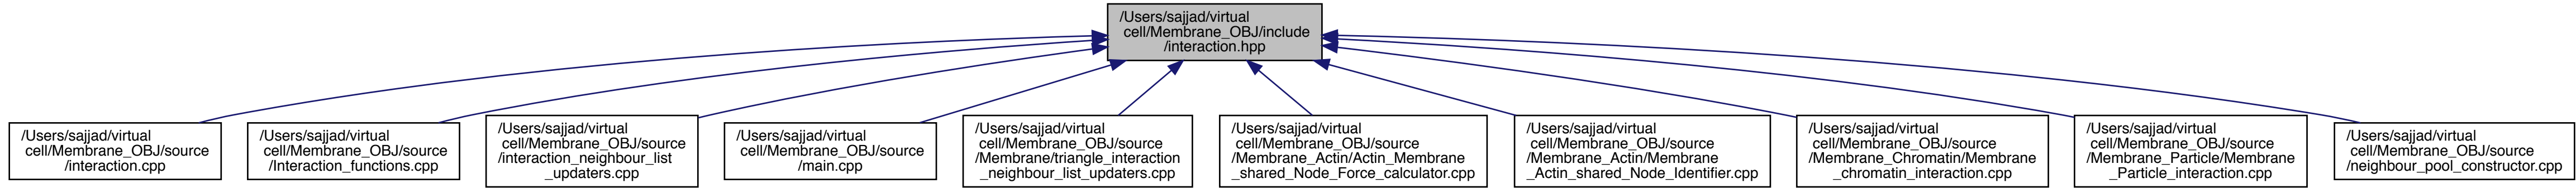 /Users/sajjad/virtual
cell/Membrane_OBJ/include
/interaction.hpp
/Users/sajjad/virtual
cell/Membrane_OBJ/source
/interaction.cpp
/Users/sajjad/virtual
cell/Membrane_OBJ/source
/Interaction_functions.cpp
/Users/sajjad/virtual
cell/Membrane_OBJ/source
/interaction_neighbour_list
_updaters.cpp
/Users/sajjad/virtual
cell/Membrane_OBJ/source
/main.cpp
/Users/sajjad/virtual
cell/Membrane_OBJ/source
/Membrane/triangle_interaction
_neighbour_list_updaters.cpp
/Users/sajjad/virtual
cell/Membrane_OBJ/source
/Membrane_Actin/Actin_Membrane
_shared_Node_Force_calculator.cpp
/Users/sajjad/virtual
cell/Membrane_OBJ/source
/Membrane_Actin/Membrane
_Actin_shared_Node_Identifier.cpp
/Users/sajjad/virtual
cell/Membrane_OBJ/source
/Membrane_Chromatin/Membrane
_chromatin_interaction.cpp
/Users/sajjad/virtual
cell/Membrane_OBJ/source
/Membrane_Particle/Membrane
_Particle_interaction.cpp
/Users/sajjad/virtual
cell/Membrane_OBJ/source
/neighbour_pool_constructor.cpp